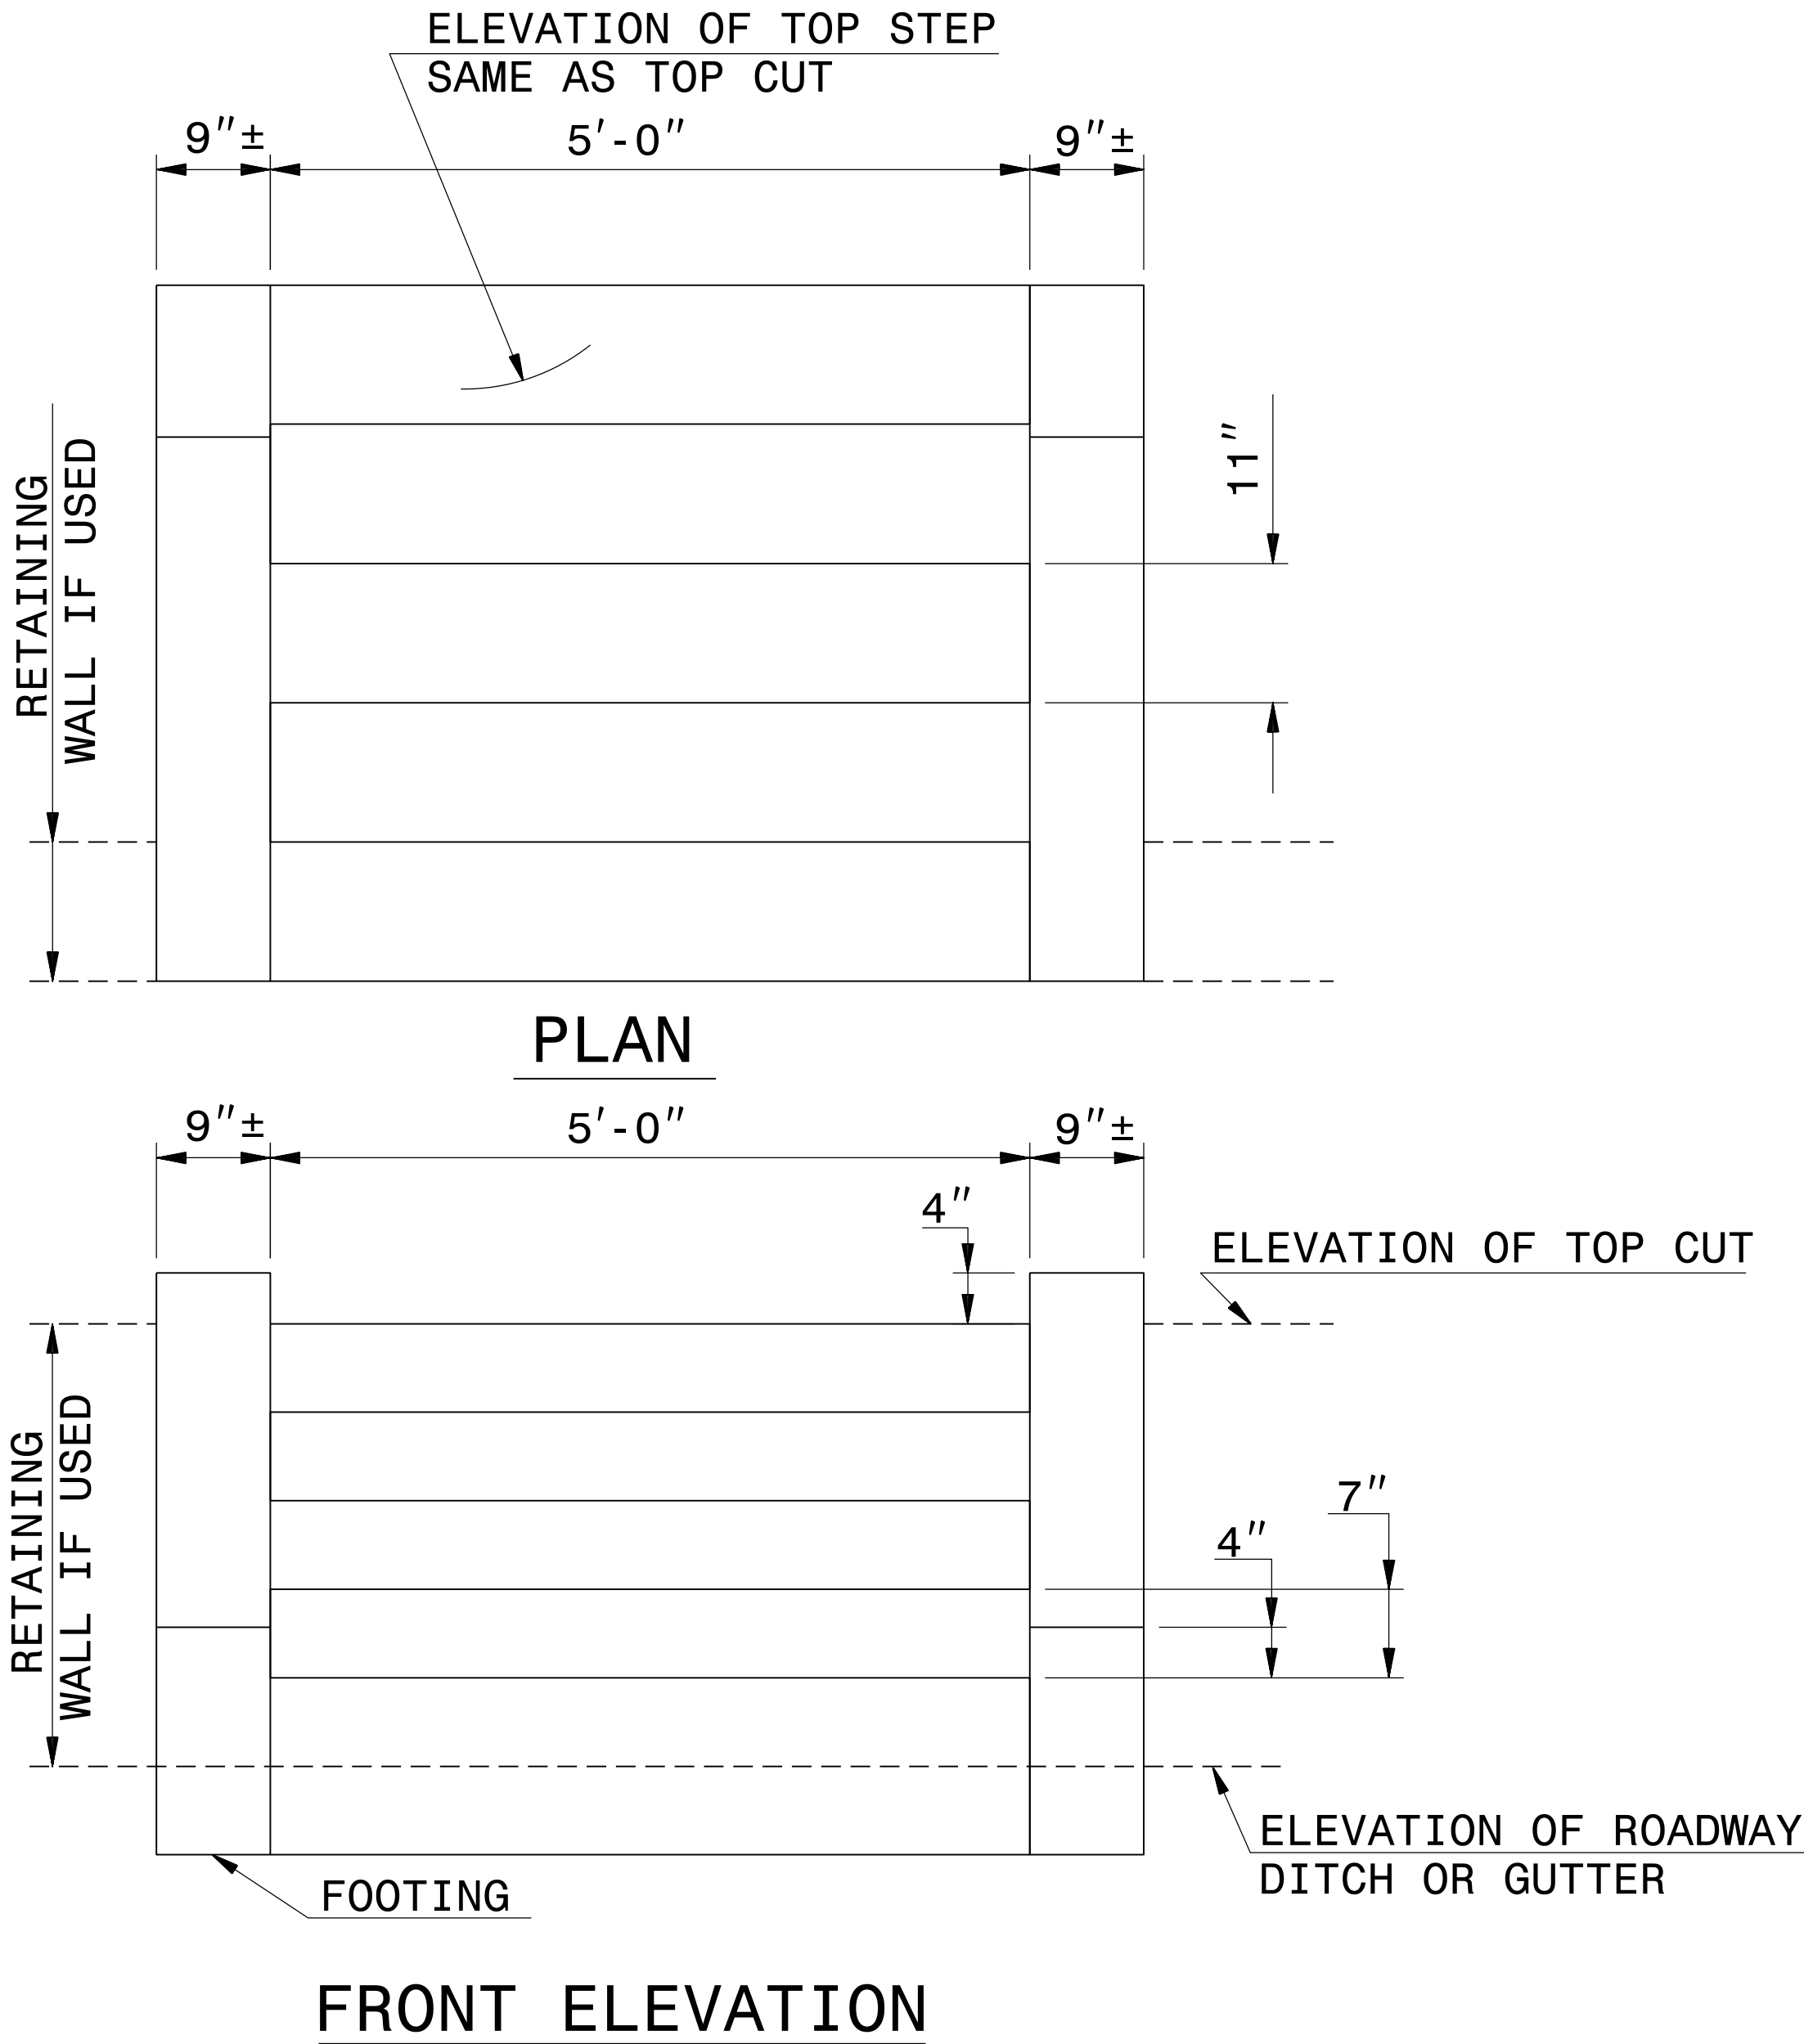 ELEVATION OF TOP STEP
SAME AS TOP CUT
9"±
5'-0"
9"±
RETAINING
WALL IF USED
11"
PLAN
9"±
5'-0"
9"±
4"
ELEVATION OF TOP CUT
RETAINING
WALL IF USED
7"
4"
ELEVATION OF ROADWAY
DITCH OR GUTTER
FOOTING
FRONT ELEVATION